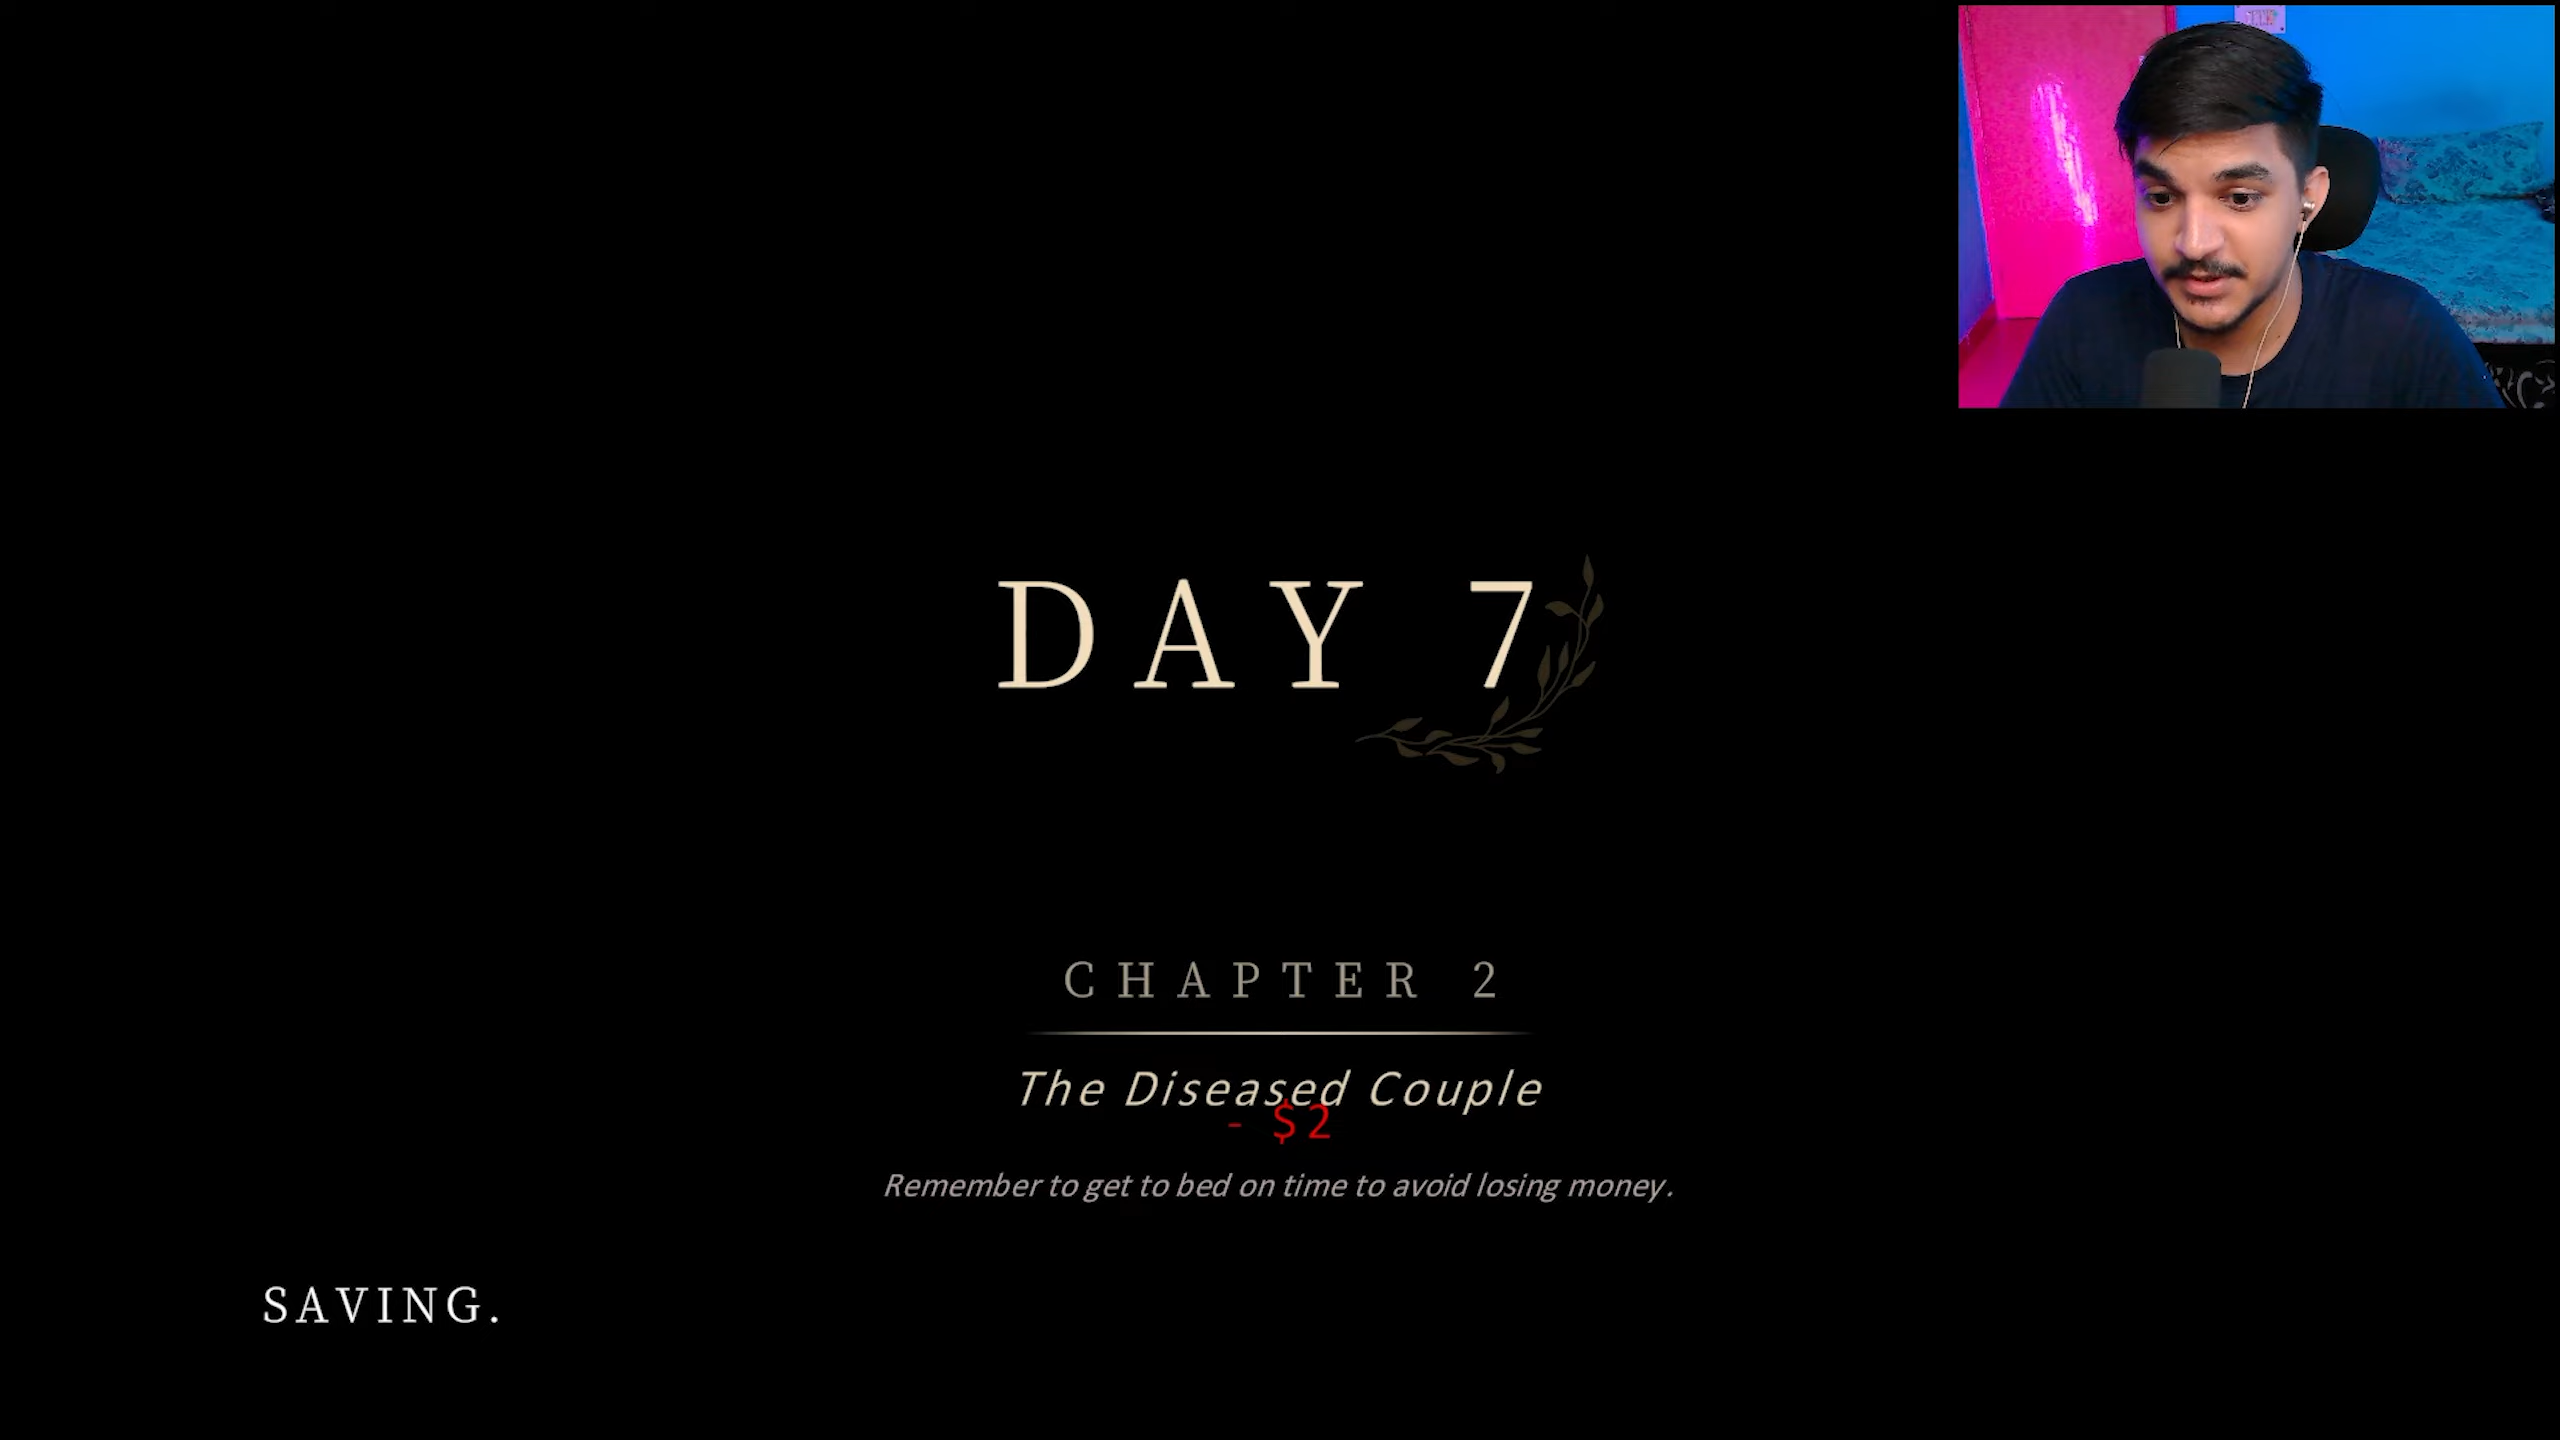 DAY 7
CHAPTER 2
The Diseased Couple
- $2
Remember to get to bed on time to avoid losing money.
SAVING.